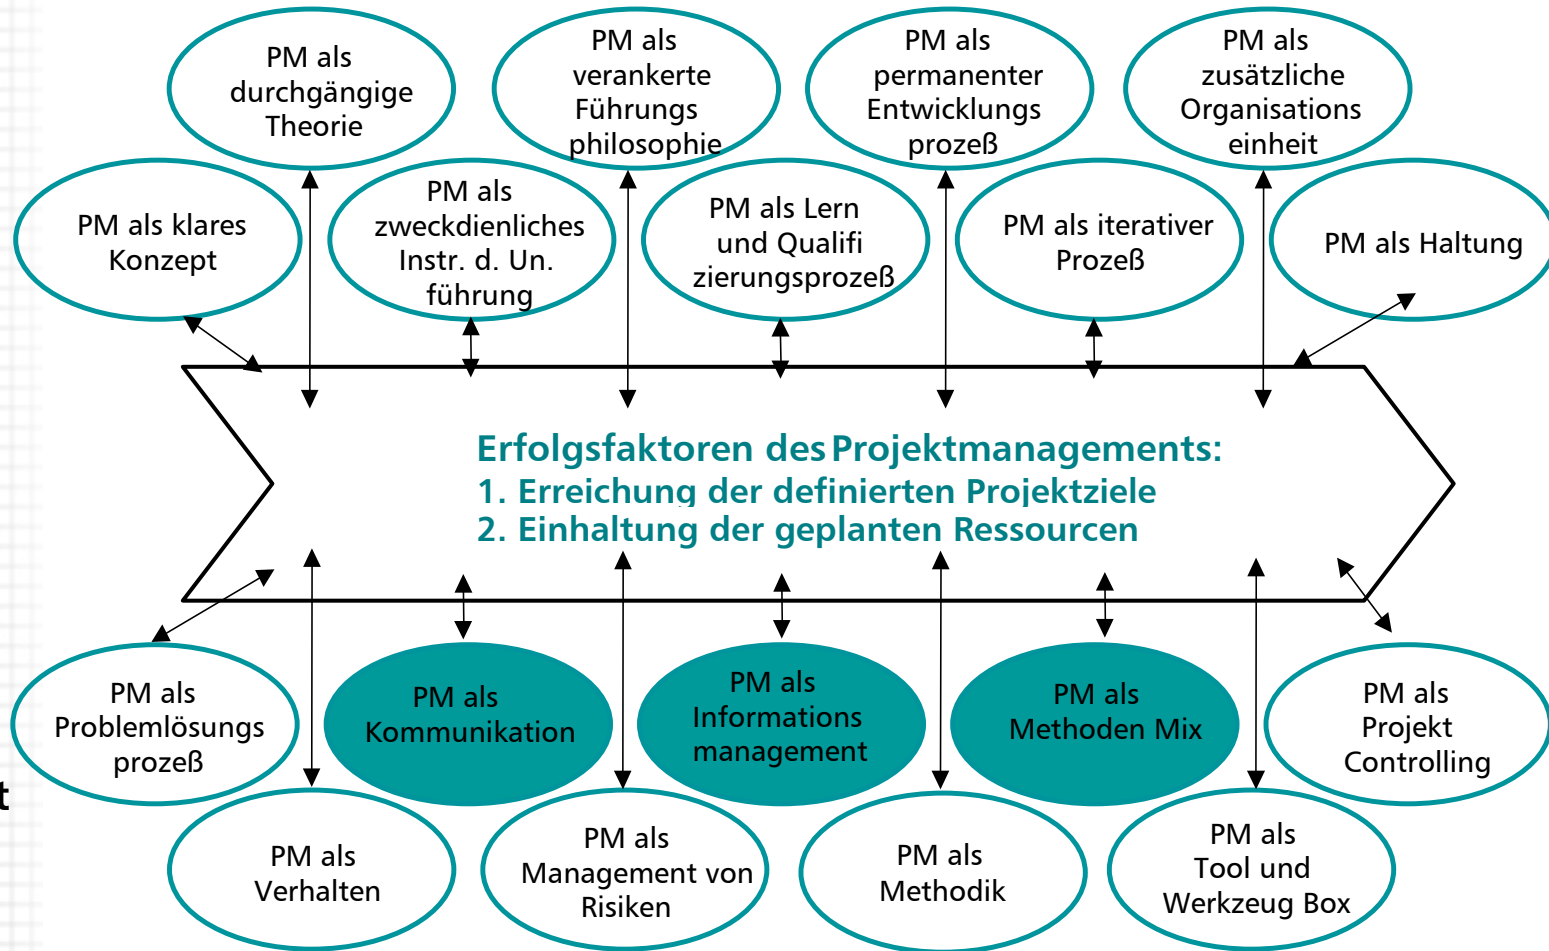 PM als
durchgängige
Theorie
PM als
verankerte
Führungs
philosophie
PM als
permanenter
Entwicklungs
prozeß
PM als
zusätzliche
Organisations
einheit
PM als klares
Konzept
PM als
zweckdienliches
Instr. d. Un.
führung
PM als Lern
und Qualifi
zierungsprozeß
PM als iterativer
Prozeß
PM als Haltung
Erfolgsfaktoren des Projektmanagements:
1. Erreichung der definierten Projektziele
2. Einhaltung der geplanten Ressourcen
PM als
Problemlösungs
prozeß
PM als
Kommunikation
PM als
Informations
management
PM als
Methoden Mix
PM als
Projekt
Controlling
t
PM als
Verhalten
PM als
Management von
Risiken
PM als
Methodik
PM als
Tool und
Werkzeug Box